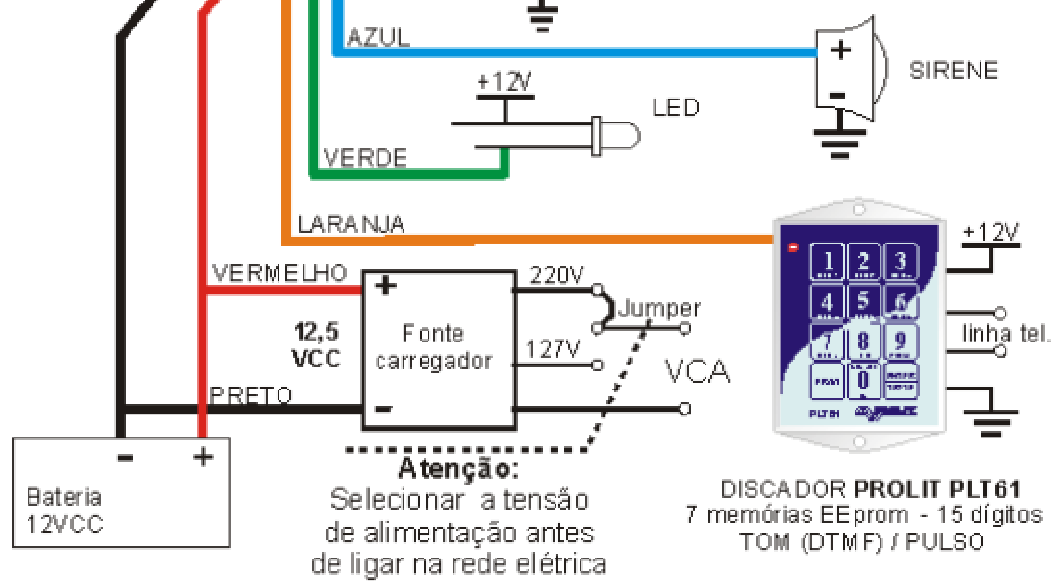 AZUL
+
-
SIRENE
+12V
LED
VERDE
LARANJA
+12V
1 2 3
4 5 6
7 8 9
0
PLT61
linha tel.
VERMELHO
+
-
12,5
VCC
Fonte
carregador
220V
Jumper
127V
VCA
PRETO
- +
Bateria
12VCC
Atenção:
Selecionar a tensão
de alimentação antes
de ligar na rede elétrica
DISCADOR PROLIT PLT61
7 memórias EEprom - 15 dígitos
TOM (DTMF) / PULSO